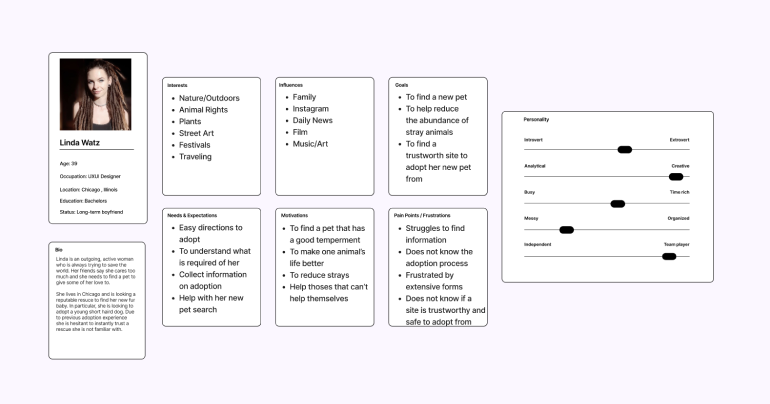 Linda Watz
Age: 39
Occupation: UXUI Designer
Location: Chicago , Illinois
Education: Bachelors
Status: Long-term boyfriend
Bio
Linda is an outgoing, active women
who is always trying to save the
world. Her friends say she cares too
much and she needs to find a pet to
give some of her love to.
She lives in Chicago and is looking a
reputable resuce to find her new fur
baby. In particular, she is looking to
adopt a young short haird dog. Due
to previous adoption experience
she is hesitant to instantly trust a
rescue she is not familiar with.
Interests
• Nature/Outdoors
• Animal Rights
• Plants
• Street Art
• Festivals
• Traveling
Influences
• Family
• Instagram
• Daily News
• Film
• Music/Art
Goals
• To find a new pet
• To help reduce
the abundance of
stray animals
• To find a
trustworth site to
adopt her new pet
from
Needs & Expectations
• Easy directions to
adopt
• To understand what
is required of her
• Collect information
on adoption
• Help with her new
pet search
Motivations
• To find a pet that has
a good temperment
• To make one animal's
life better
• To reduce strays
• Help thoses that can't
help themselves
Pain Points / Frustrations
• Struggles to find
information
• Does not know the
adoption process
• Frustrated by
extensive forms
• Does not know if a
site is trustworthy and
safe to adopt from
Personality
Introvert Extrovert
Analytical Creative
Busy Time rich
Messy Organized
Independent Team player